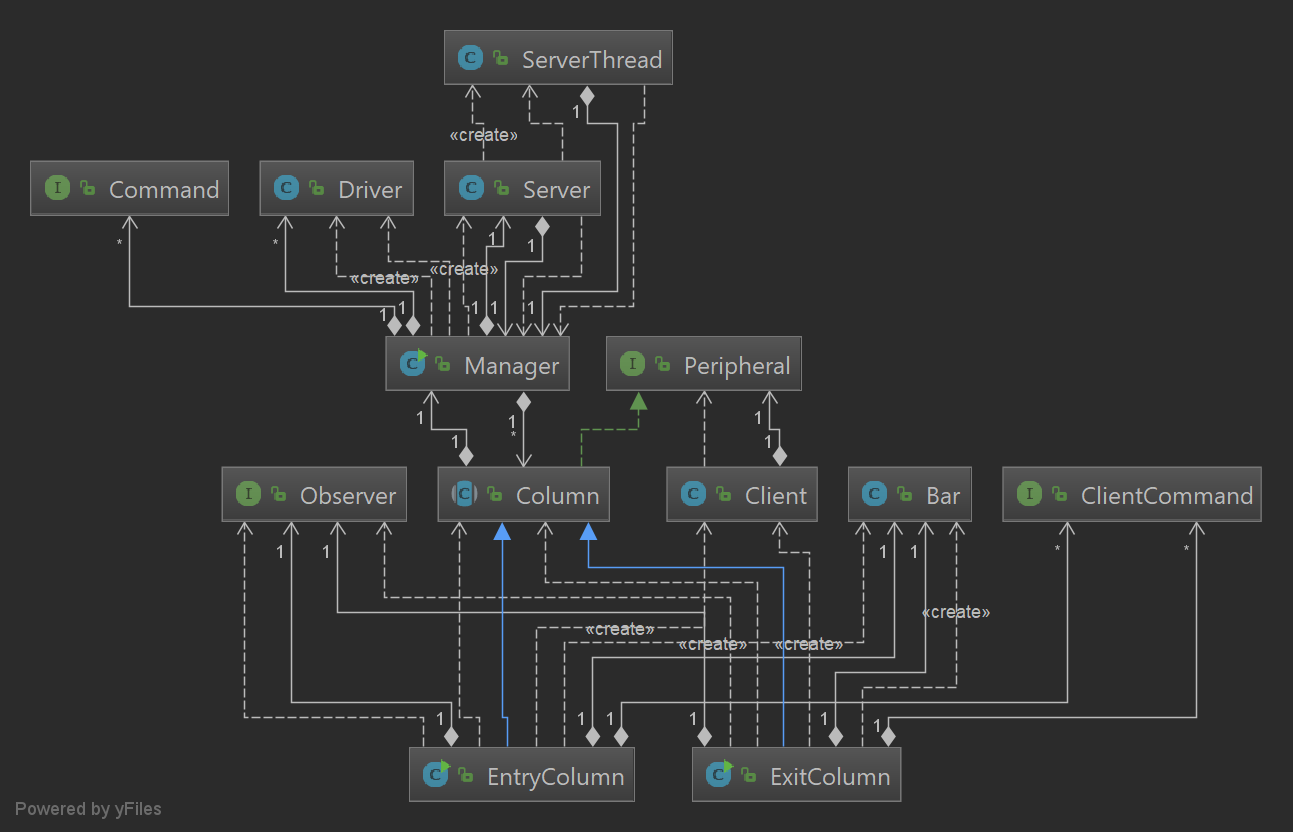 C ServerThread
1
«create»
I Command
C Driver
C Server
*
*
1
1
«create»
«create»
1
1
1
1
1
1
C Manager
I Peripheral
1
1
*
1
1
1
I Observer
C Column
C Client
C Bar
I ClientCommand
1
1
1
1
*
*
«create»
«create»
«create»
«create»
1
1
1
1
1
1
C EntryColumn
C ExitColumn
Powered by yFiles